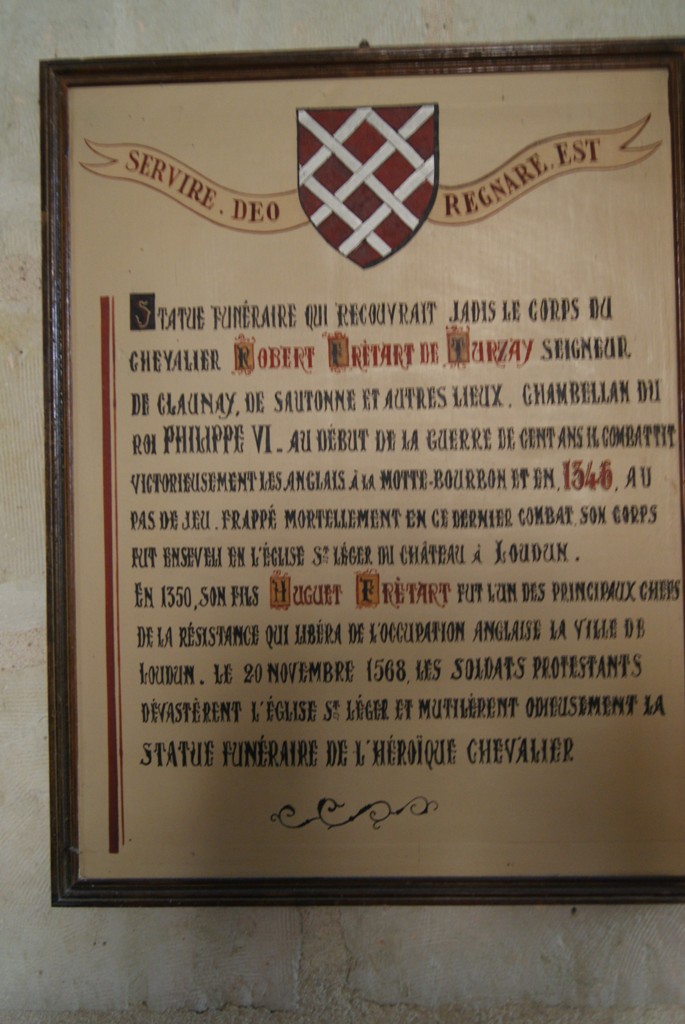 SERVIRE . DEO REGNARE . EST
STATUE FUNÉRAIRE QUI RECOUVRAIT JADIS LE CORPS DU
CHEVALIER ROBERT FRÉTART DE TURZAY SEIGNEUR
DE CLAUNAY, DE SAUTONNE ET AUTRES LIEUX . CHAMBELLAN DU
ROI PHILIPPE VI . AU DÉBUT DE LA GUERRE DE CENT ANS IL COMBATTIT
VICTORIEUSEMENT LES ANGLAIS À LA MOTTE-BOURBON ET EN, 1346, AU
PAS DE JEU . FRAPPÉ MORTELLEMENT EN CE DERNIER COMBAT, SON CORPS
FUT ENSEVELI EN L'ÉGLISE St LÉGER DU CHÂTEAU À LOUDUN .
EN 1350, SON FILS HUGUET FRÉTART FUT L'UN DES PRINCIPAUX CHEFS
DE LA RÉSISTANCE QUI LIBÉRA DE L'OCCUPATION ANGLAISE LA VILLE DE
LOUDUN . LE 20 NOVEMBRE 1568, LES SOLDATS PROTESTANTS
DÉVASTÈRENT L'ÉGLISE St LÉGER ET MUTILÈRENT ODIEUSEMENT LA
STATUE FUNÉRAIRE DE L'HÉROÏQUE CHEVALIER